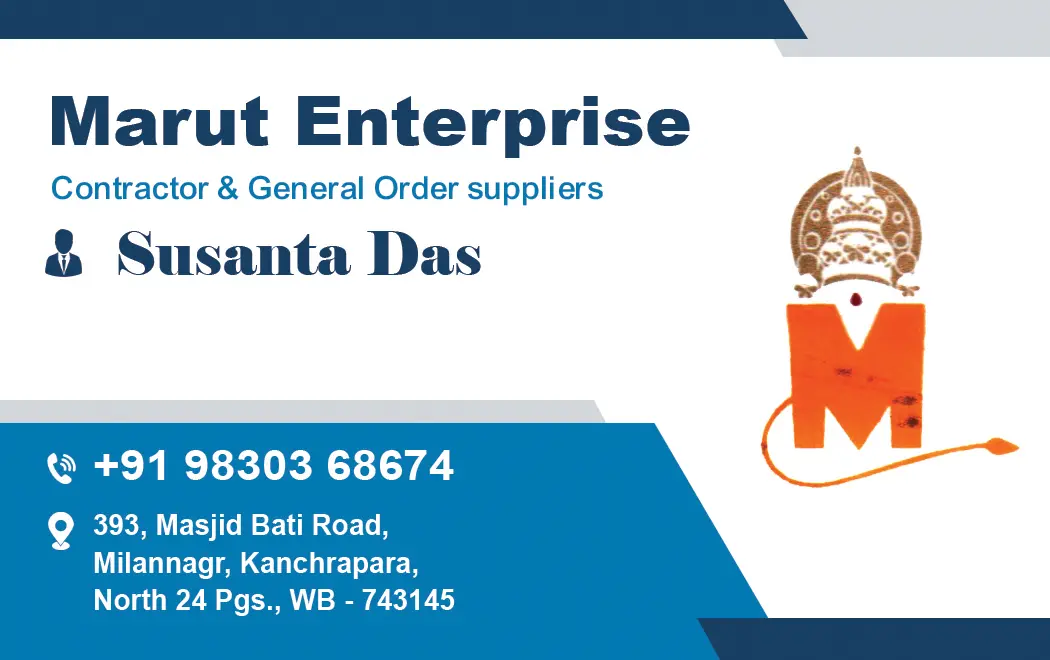 Marut Enterprise
Contractor & General Order suppliers
Susanta Das
M
+91 98303 68674
393, Masjid Bati Road,
Milannagr, Kanchrapara,
North 24 Pgs., WB - 743145